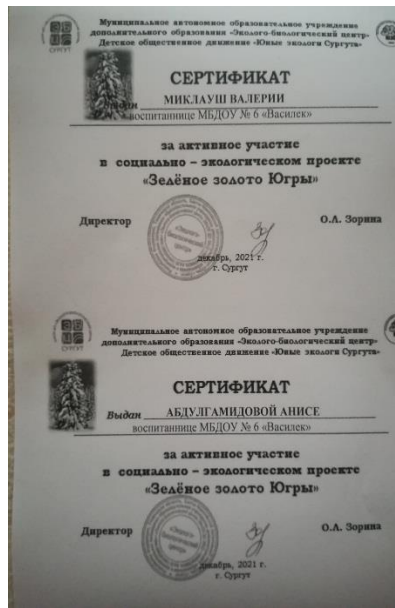 Муниципальное автономное образовательное учреждение
дополнительного образования «Эколого-биологический центр»
Детское общественное движение «Юные экологи Сургута»
СУРГУТ
СЕРТИФИКАТ
МИКЛАУШ ВАЛЕРИИ
воспитаннице МБДОУ № 6 «Василек»
за активное участие
в социально – экологическом проекте
«Зелёное золото Югры»
Директор О.А. Зорина
декабрь, 2021 г.
г. Сургут
Муниципальное автономное образовательное учреждение
дополнительного образования «Эколого-биологический центр»
Детское общественное движение «Юные экологи Сургута»
СУРГУТ
СЕРТИФИКАТ
Выдан АБДУЛГАМИДОВОЙ АНИСЕ
воспитаннице МБДОУ № 6 «Василек»
за активное участие
в социально – экологическом проекте
«Зелёное золото Югры»
Директор О.А. Зорина
декабрь, 2021 г.
г. Сургут